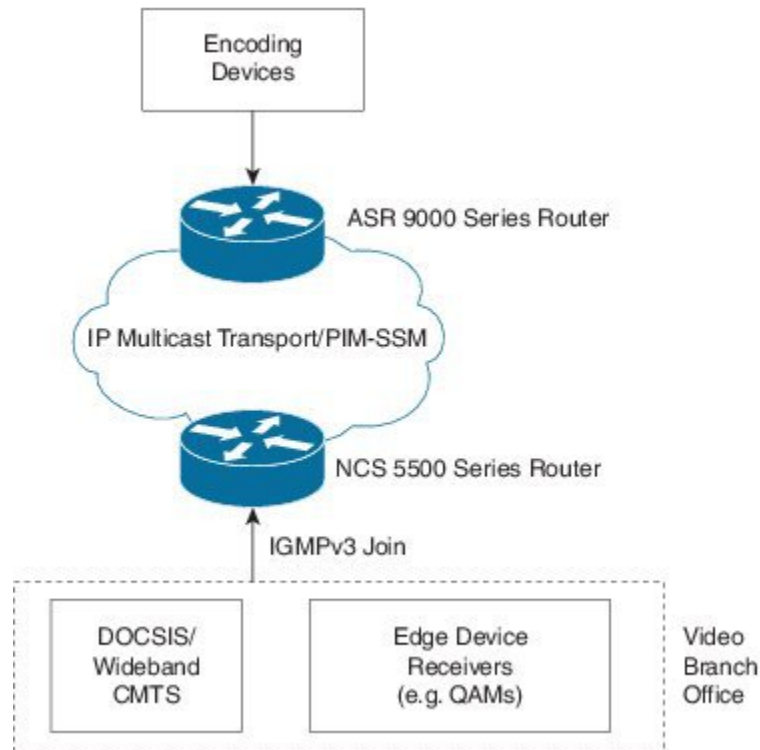 Encoding
Devices
ASR 9000 Series Router
IP Multicast Transport/PIM-SSM
NCS 5500 Series Router
IGMPv3 Join
DOCSIS/
Wideband
CMTS
Edge Device
Receivers
(e.g. QAMs)
Video
Branch
Office